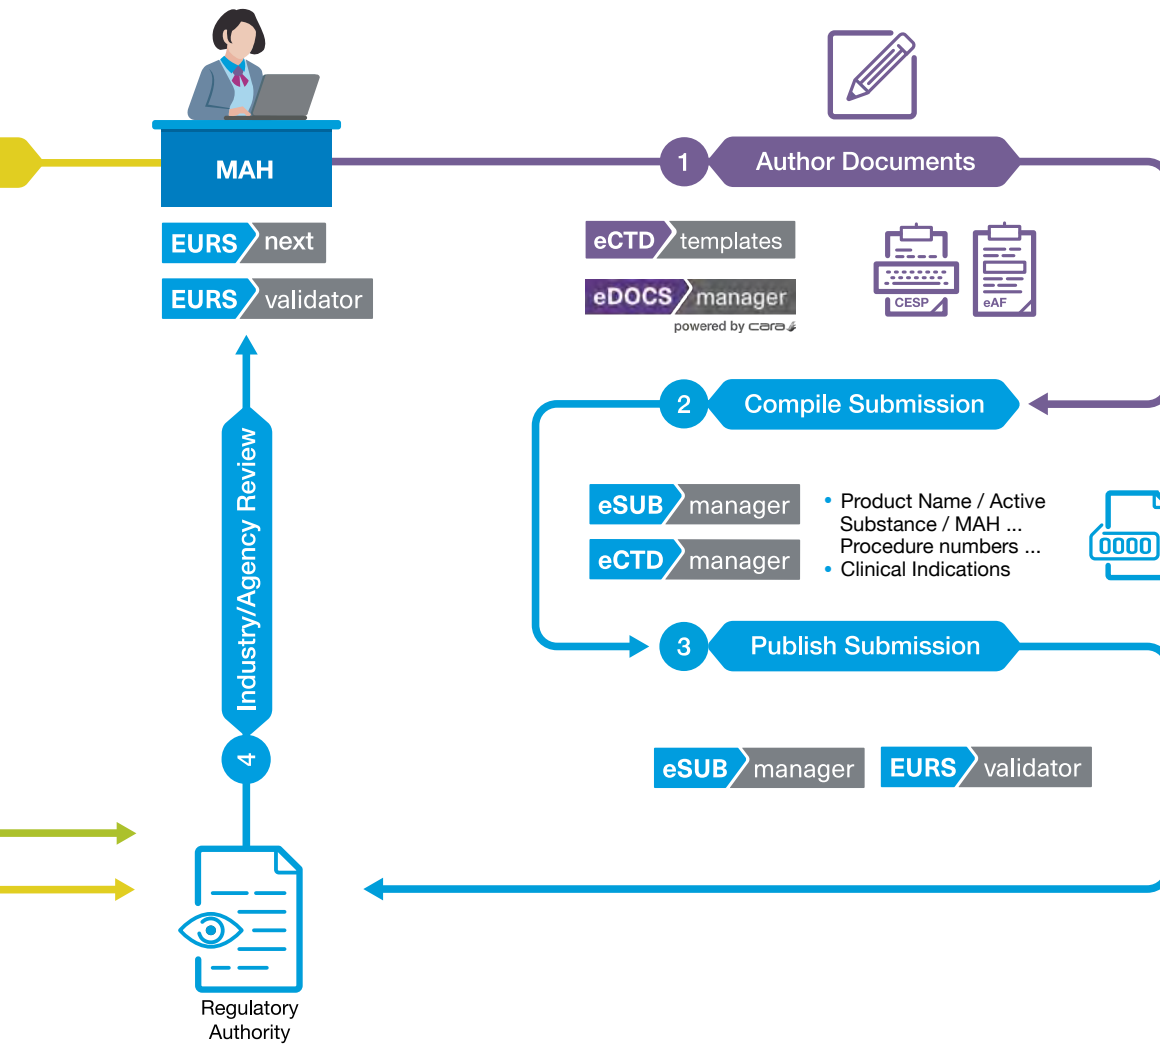 MAH
EURS next
EURS validator
1 Author Documents
eCTD templates
eDOCS manager
powered by cara
CESP
eAF
2 Compile Submission
eSUB manager
eCTD manager
• Product Name / Active
Substance / MAH ...
Procedure numbers ...
• Clinical Indications
0000
3 Publish Submission
eSUB manager
EURS validator
Industry/Agency Review
4
Regulatory
Authority